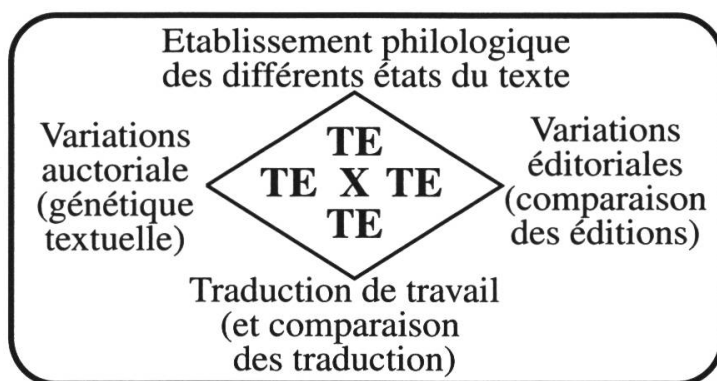 Etablissement philologique
des différents états du texte
Variations
auctoriale
(génétique
textuelle)
TE
TE X TE
TE
Variations
éditoriales
(comparaison
des éditions)
Traduction de travail
(et comparaison
des traduction)